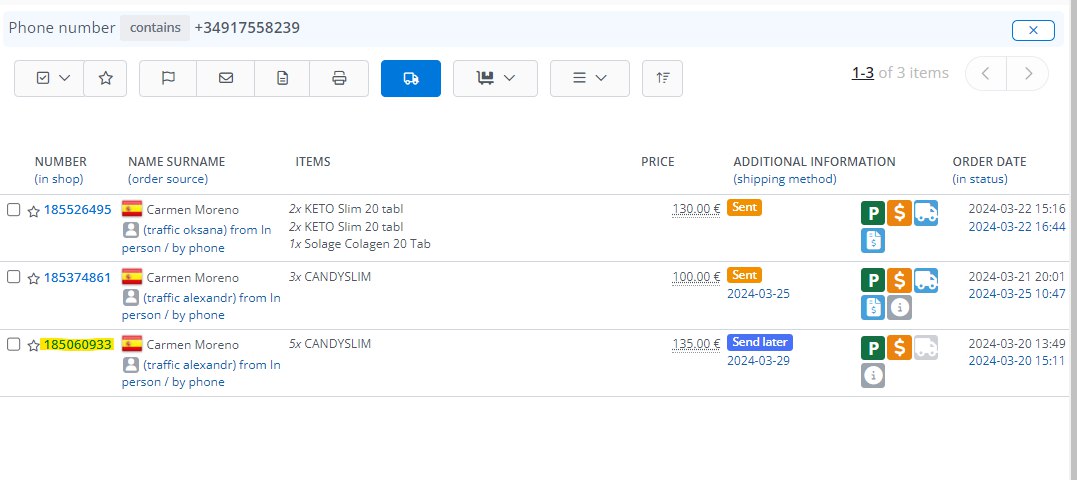 Phone number contains +34917558239
1-3 of 3 items
NUMBER NAME SURNAME ITEMS PRICE ADDITIONAL INFORMATION ORDER DATE
(in shop) (order source) (shipping method) (in status)
185526495 Carmen Moreno 2x KETO Slim 20 tabl 130.00 € Sent P $ 2024-03-22 15:16
(traffic oksana) from In 2x KETO Slim 20 tabl 2024-03-22 16:44
person / by phone 1x Solage Colagen 20 Tab $
185374861 Carmen Moreno 3x CANDYSLIM 100.00 € Sent P $ 2024-03-21 20:01
(traffic alexandr) from In 2024-03-25 2024-03-25 10:47
person / by phone $ i
185060933 Carmen Moreno 5x CANDYSLIM 135.00 € Send later P $ 2024-03-20 13:49
(traffic alexandr) from In 2024-03-29 2024-03-20 15:11
person / by phone i